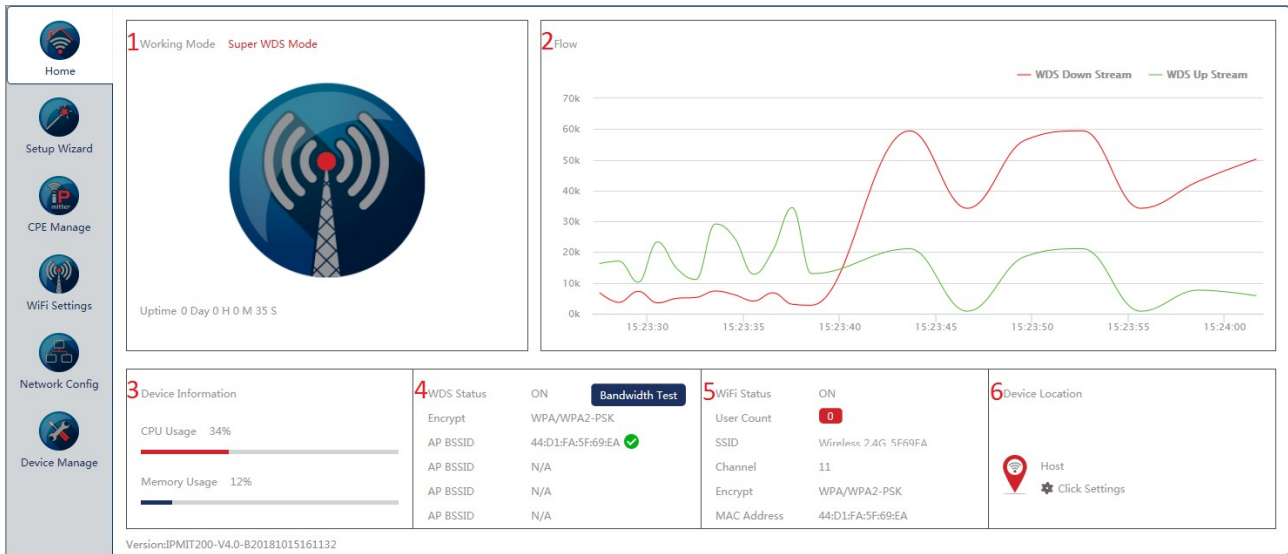 Home
Setup Wizard
iP
mitter
CPE Manage
WiFi Settings
Network Config
Device Manage
1 Working Mode Super WDS Mode
Uptime 0 Day 0 H 0 M 35 S
2 Flow
WDS Down Stream WDS Up Stream
70k
60k
50k
40k
30k
20k
10k
0k
15:23:30 15:23:35 15:23:40 15:23:45 15:23:50 15:23:55 15:24:00
3 Device Information
CPU Usage 34%
Memory Usage 12%
4 WDS Status ON Bandwidth Test
Encrypt WPA/WPA2-PSK
AP BSSID 44:D1:FA:5F:69:EA
AP BSSID N/A
AP BSSID N/A
AP BSSID N/A
5 WiFi Status ON
User Count 0
SSID Wireless 2.4G_5F69EA
Channel 11
Encrypt WPA/WPA2-PSK
MAC Address 44:D1:FA:5F:69:EA
6 Device Location
Host
Click Settings
Version:IPMIT200-V4.0-B20181015161132